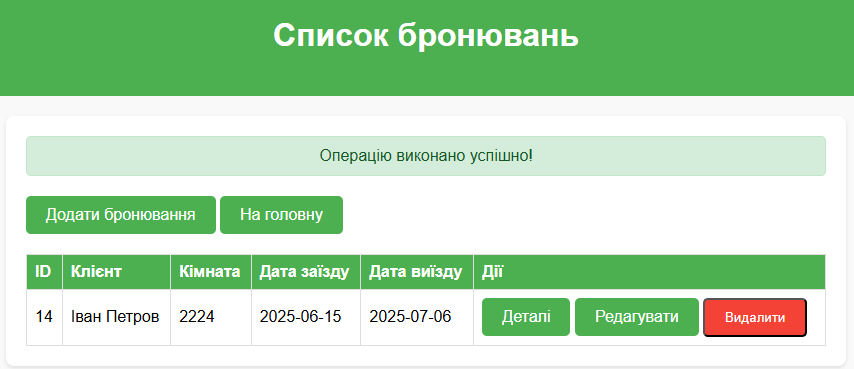 Список бронювань
Операцію виконано успішно!
Додати бронювання На головну
ID Клієнт Кімната Дата заїзду Дата виїзду Дії
14 Іван Петров 2224 2025-06-15 2025-07-06 Деталі Редагувати Видалити